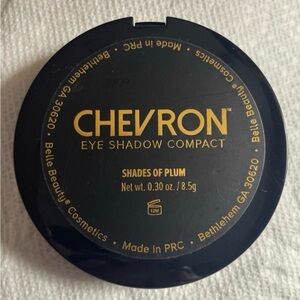 CHEVRON™
EYE SHADOW COMPACT
SHADES OF PLUM
Net wt. 0.30 oz. / 8.5g
12M
Belle Beauty® Cosmetics • Made in PRC • Bethlehem GA 30620 •
Belle Beauty® Cosmetics • Made in PRC • Bethlehem GA 30620 •